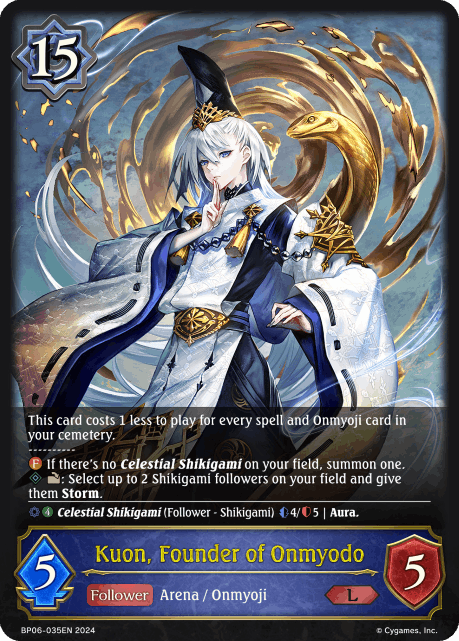 15
This card costs 1 less to play for every spell and Onmyoji card in
your cemetery.
----------
F If there's no Celestial Shikigami on your field, summon one.
: Select up to 2 Shikigami followers on your field and give
them Storm.
4 Celestial Shikigami (Follower - Shikigami) 4/5 | Aura.
Kuon, Founder of Onmyodo
5
Follower
Arena / Onmyoji
L
5
BP06-035EN 2024
© Cygames, Inc.